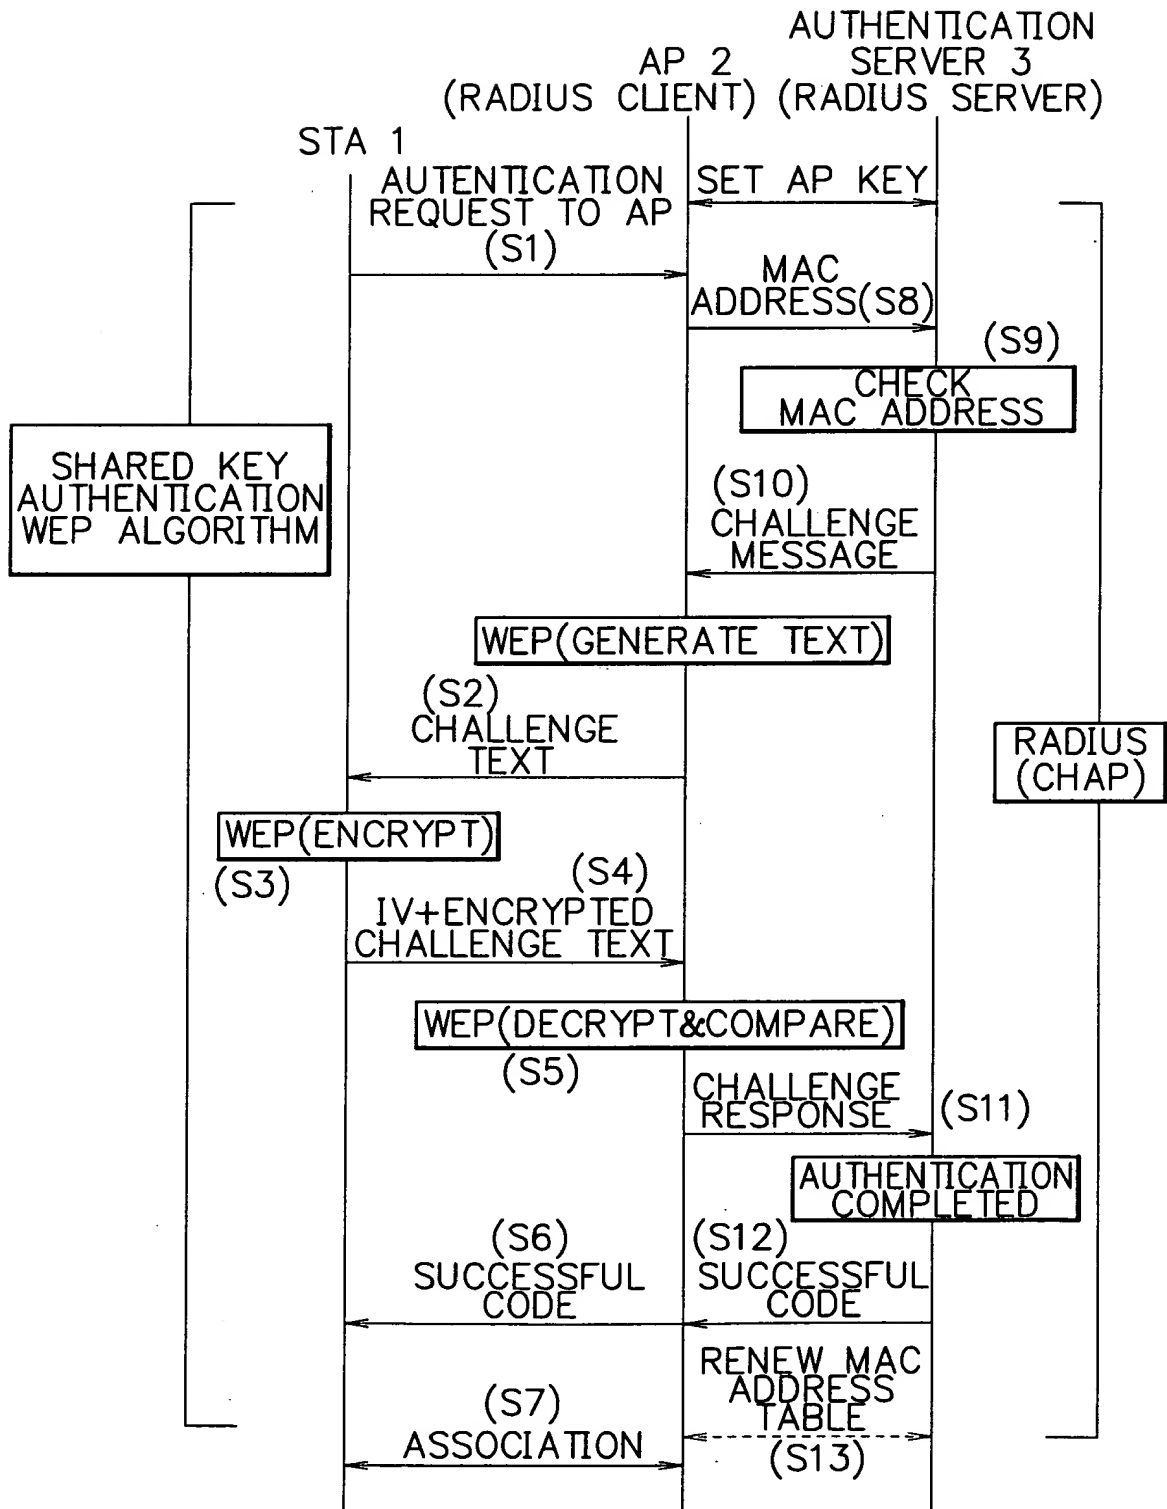 AUTHENTICATION
SERVER 3
(RADIUS SERVER)
AP 2
(RADIUS CLIENT)
STA 1
AUTENTICATION
REQUEST TO AP
(S1)
SET AP KEY
MAC
ADDRESS(S8)
(S9)
CHECK
MAC ADDRESS
SHARED KEY
AUTHENTICATION
WEP ALGORITHM
(S10)
CHALLENGE
MESSAGE
WEP(GENERATE TEXT)
(S2)
CHALLENGE
TEXT
RADIUS
(CHAP)
WEP(ENCRYPT)
(S3)
(S4)
IV+ENCRYPTED
CHALLENGE TEXT
WEP(DECRYPT&COMPARE)
(S5)
CHALLENGE
RESPONSE
(S11)
AUTHENTICATION
COMPLETED
(S6)
SUCCESSFUL
CODE
(S12)
SUCCESSFUL
CODE
RENEW MAC
ADDRESS
TABLE
(S13)
(S7)
ASSOCIATION